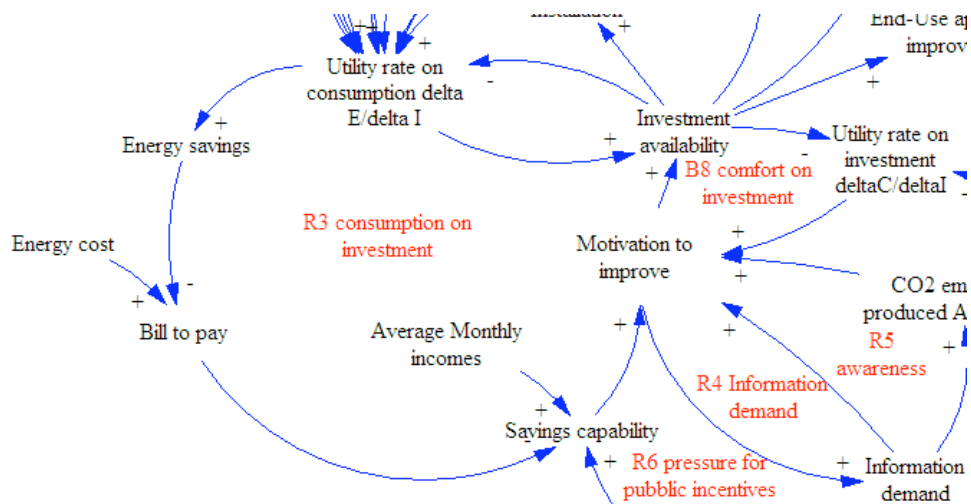 Installation
End-Use ap
improv
Utility rate on
consumption delta
E/delta I
Investment
availability
Utility rate on
investment
deltaC/deltaI
Energy savings
B8 comfort on
investment
R3 consumption on
investment
Energy cost
Motivation to
improve
CO2 em
produced A
Bill to pay
Average Monthly
incomes
R5
awareness
R4 Information
demand
Savings capability
R6 pressure for
pubblic incentives
Information
demand